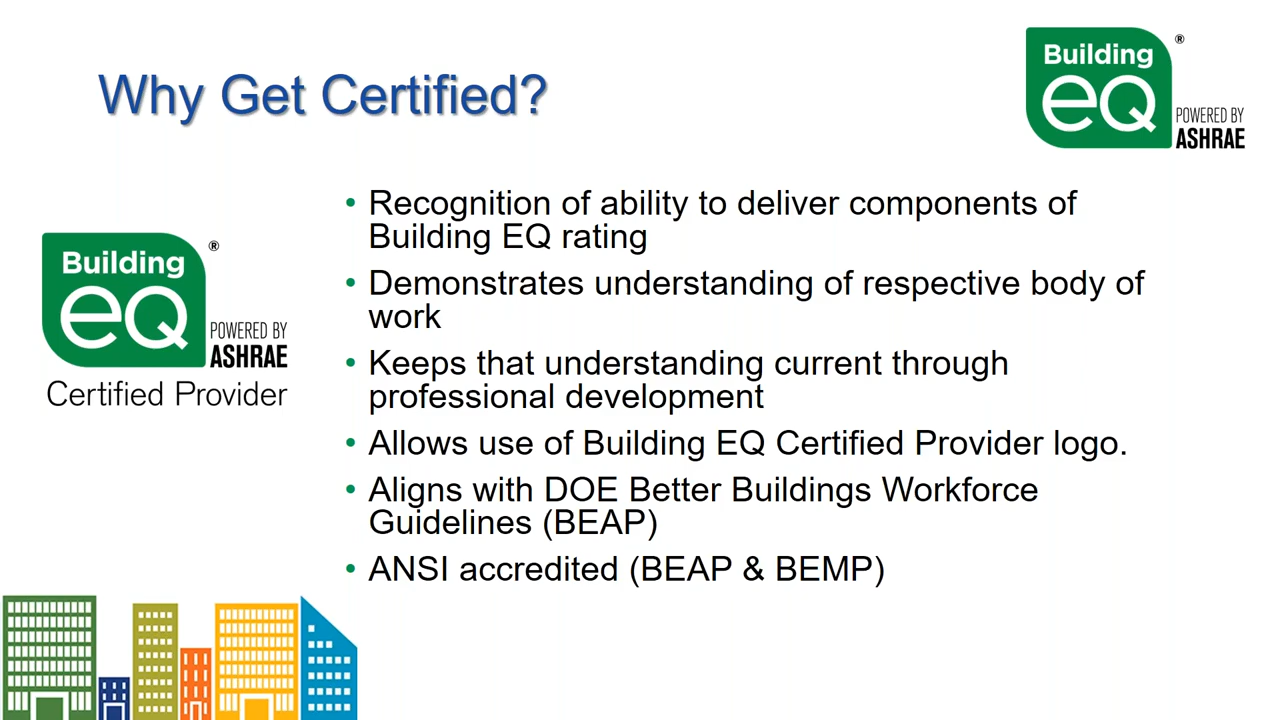 Why Get Certified?
Building
eQ
®
POWERED BY
ASHRAE
Building
eQ
®
POWERED BY
ASHRAE
Certified Provider
• Recognition of ability to deliver components of
Building EQ rating
• Demonstrates understanding of respective body of
work
• Keeps that understanding current through
professional development
• Allows use of Building EQ Certified Provider logo.
• Aligns with DOE Better Buildings Workforce
Guidelines (BEAP)
• ANSI accredited (BEAP & BEMP)